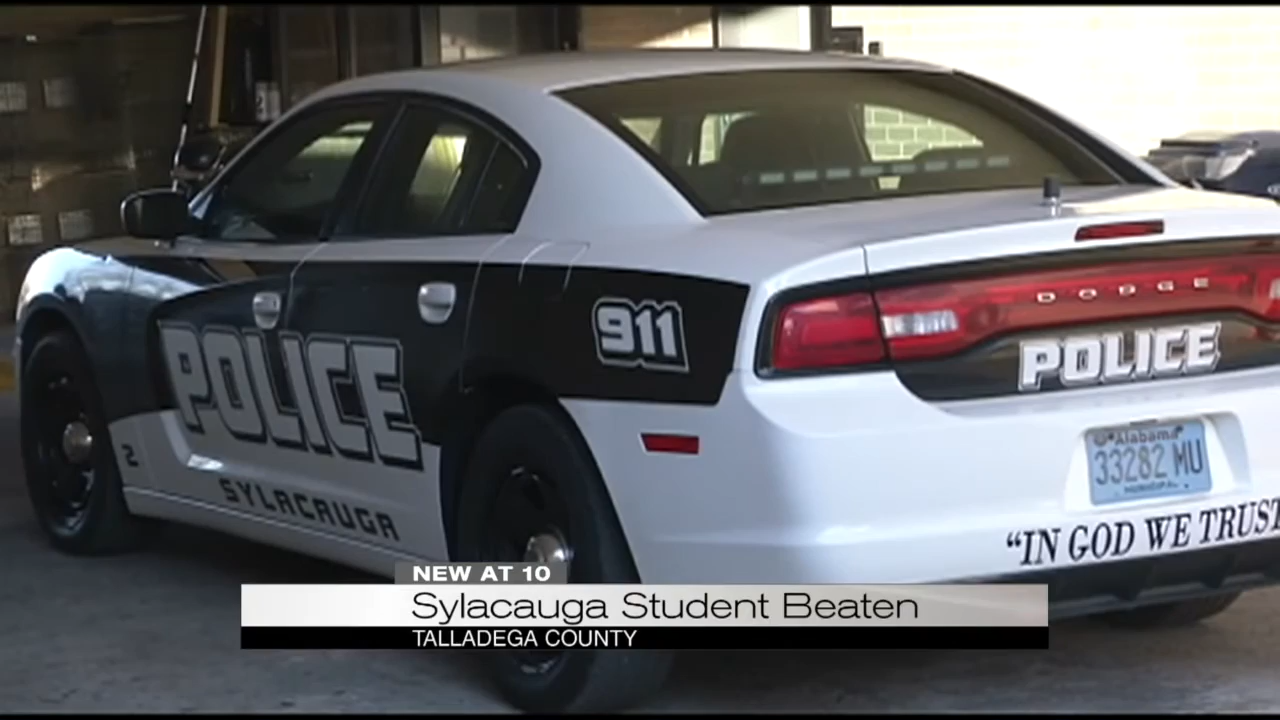 911
DODGE
POLICE
POLICE
2
SYLACAUGA
Alabama
33282 MU
MUNICIPAL
"IN GOD WE TRUST
NEW AT 10
Sylacauga Student Beaten
TALLADEGA COUNTY